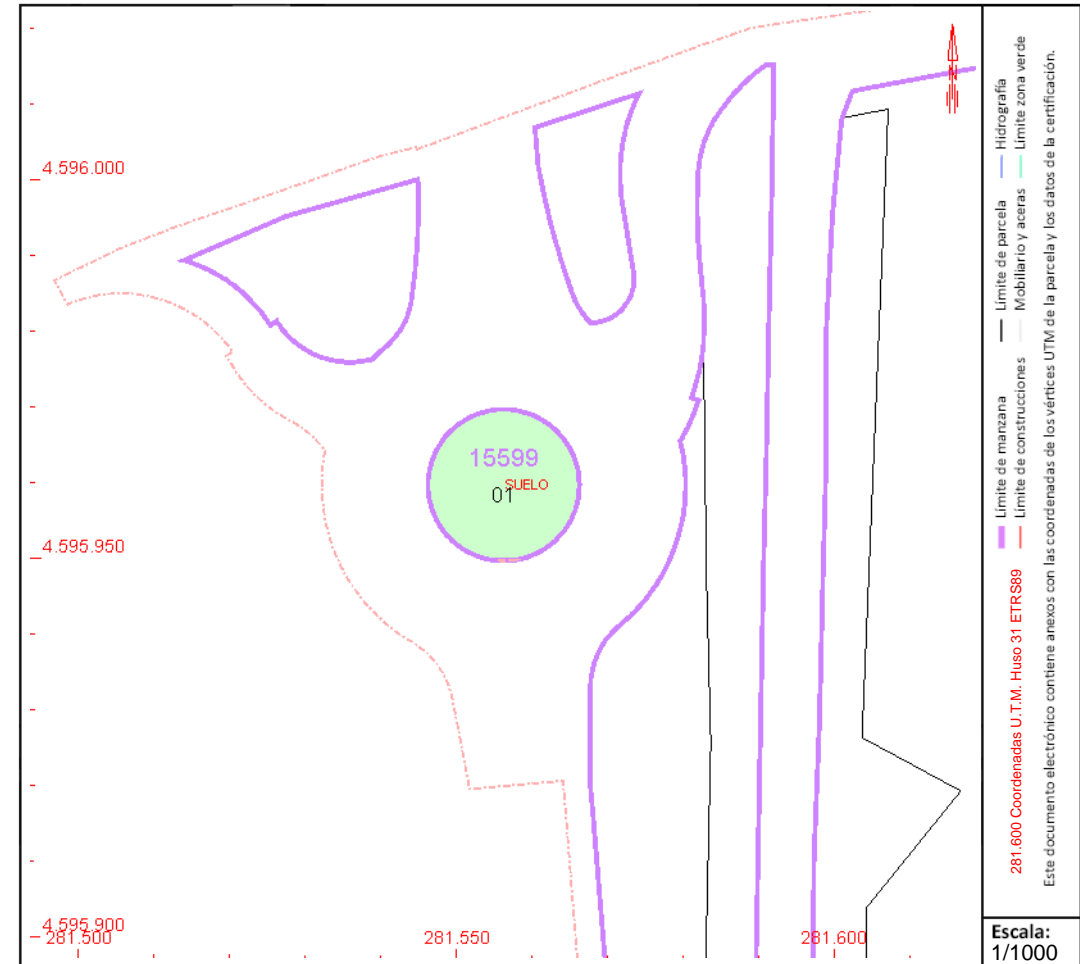 4.596.000
15599
SUELO
01
4.595.950
4.595.900
281.500
281.550
281.600
281.600 Coordenadas U.T.M. Huso 31 ETRS89
Límite de manzana
Límite de construcciones
Límite de parcela
Mobiliario y aceras
Hidrografía
Límite zona verde
Este documento electrónico contiene anexos con las coordenadas de los vértices UTM de la parcela y los datos de la certificación.
Escala:
1/1000